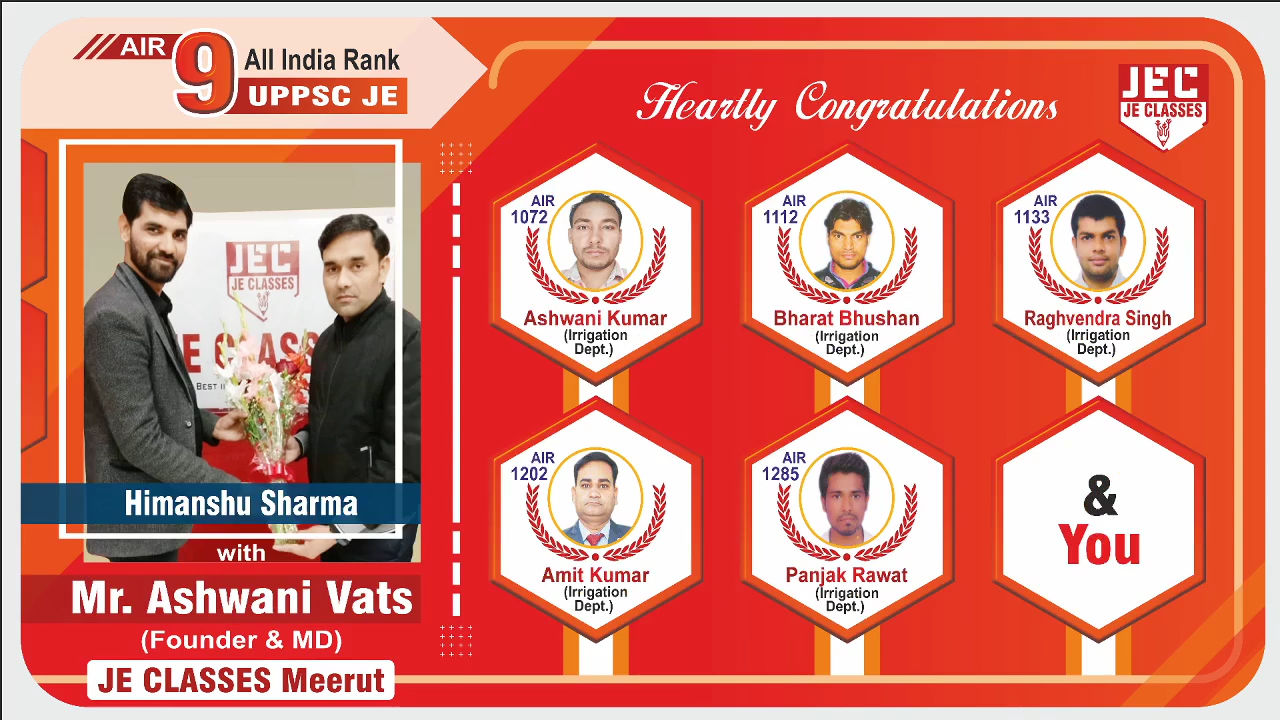 AIR 9 All India Rank
UPPSC JE
JEC
JE CLASSES
Himanshu Sharma
with
Mr. Ashwani Vats
(Founder & MD)
JE CLASSES Meerut
Heartly Congratulations
JEC
JE CLASSES
AIR
1072
Ashwani Kumar
(Irrigation
Dept.)
AIR
1112
Bharat Bhushan
(Irrigation
Dept.)
AIR
1133
Raghvendra Singh
(Irrigation
Dept.)
AIR
1202
Amit Kumar
(Irrigation
Dept.)
AIR
1285
Panjak Rawat
(Irrigation
Dept.)
&
You